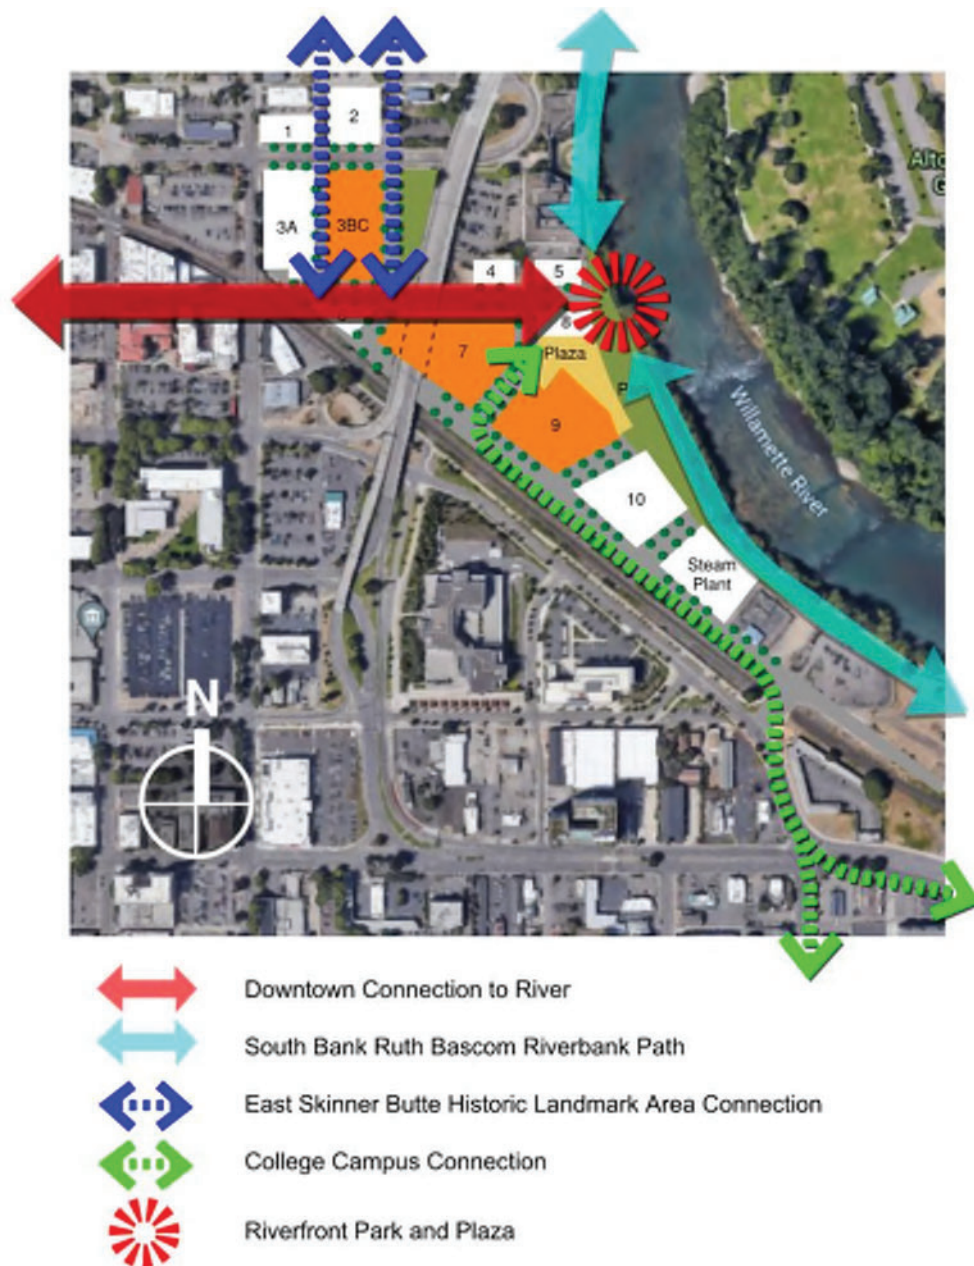 2
1
Alto
G
3A
3BC
4
5
8
7
Plaza
P
9
Willamette River
10
Steam
Plant
N
Downtown Connection to River
South Bank Ruth Bascom Riverbank Path
East Skinner Butte Historic Landmark Area Connection
College Campus Connection
Riverfront Park and Plaza